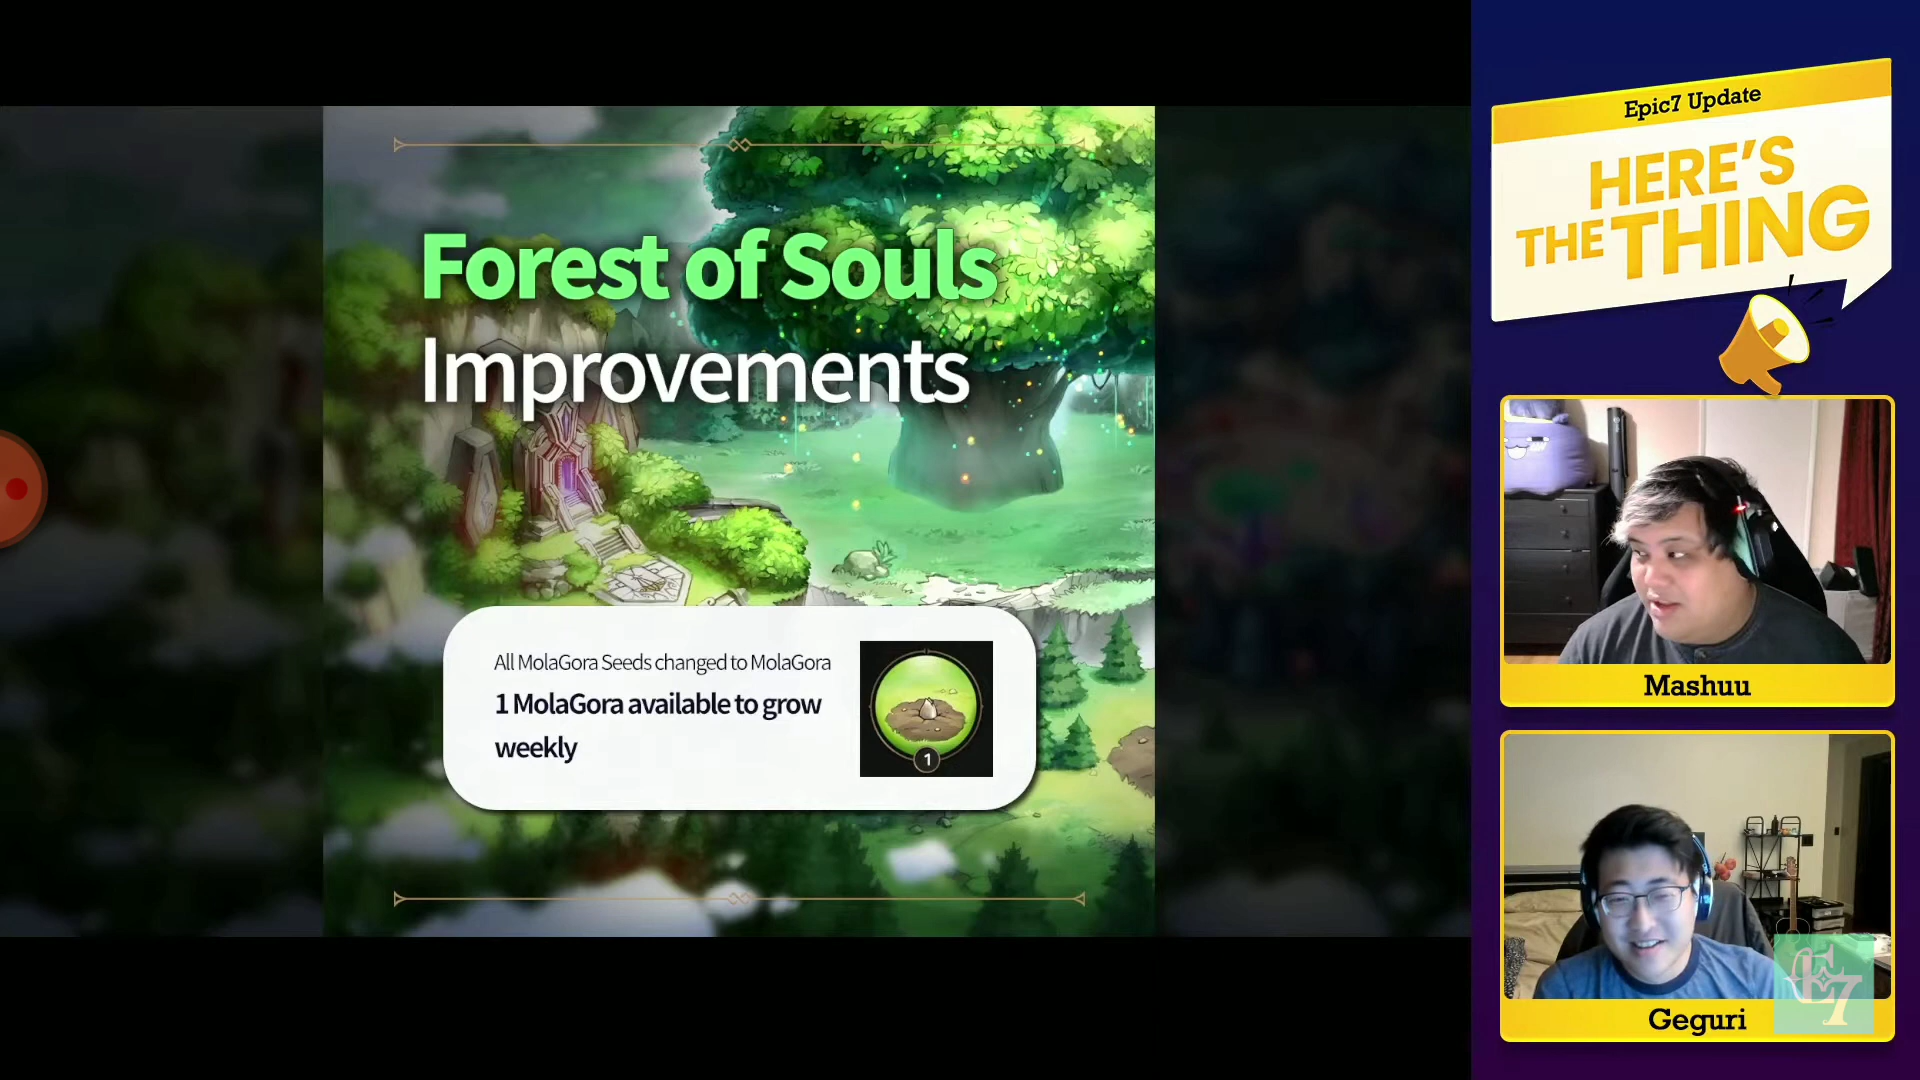 Forest of Souls
Improvements
All MolaGora Seeds changed to MolaGora
1 MolaGora available to grow
weekly
1
Epic7 Update
HERE'S
THE THING
Mashuu
E7
Geguri